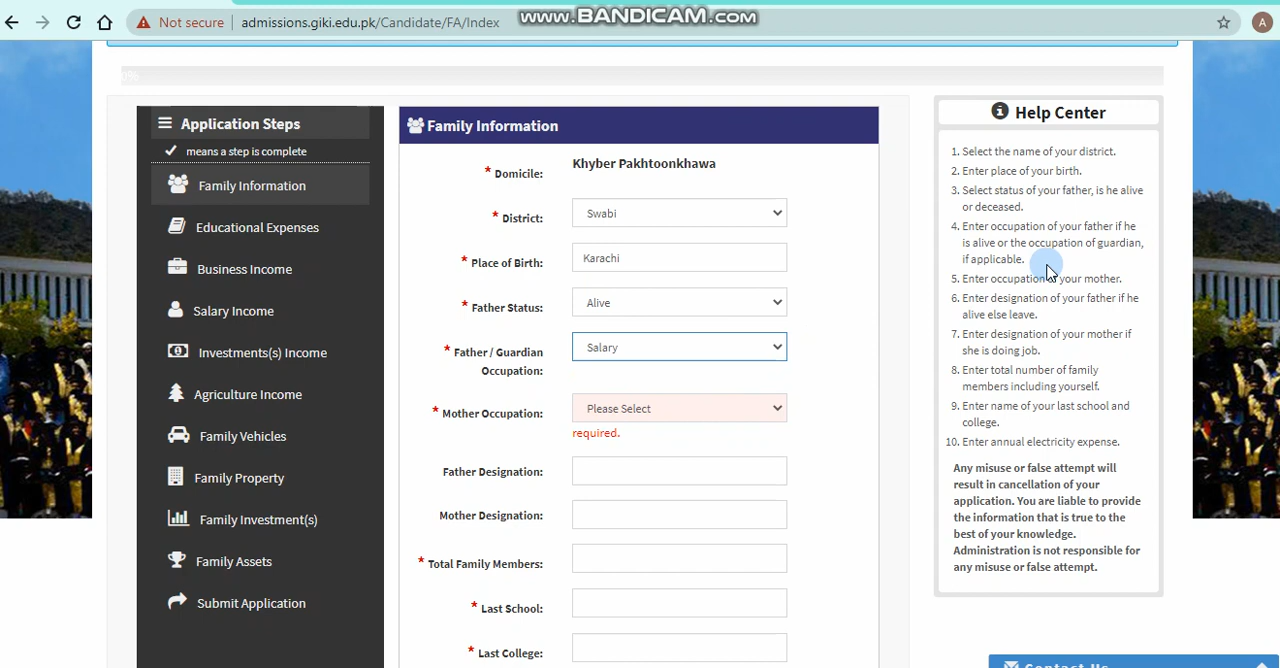 Not secure | admissions.giki.edu.pk/Candidate/FA/Index
www.BANDICAM.com
A
0%
Application Steps
means a step is complete
Family Information
Educational Expenses
Business Income
Salary Income
Investments(s) Income
Agriculture Income
Family Vehicles
Family Property
Family Investment(s)
Family Assets
Submit Application
Family Information
* Domicile: Khyber Pakhtoonkhawa
* District: Swabi
* Place of Birth: Karachi
* Father Status: Alive
* Father / Guardian Occupation: Salary
* Mother Occupation: Please Select
required.
Father Designation:
Mother Designation:
* Total Family Members:
* Last School:
* Last College:
Help Center
1. Select the name of your district.
2. Enter place of your birth.
3. Select status of your father, is he alive
or deceased.
4. Enter occupation of your father if he
is alive or the occupation of guardian,
if applicable.
5. Enter occupation of your mother.
6. Enter designation of your father if he
alive else leave.
7. Enter designation of your mother if
she is doing job.
8. Enter total number of family
members including yourself.
9. Enter name of your last school and
college.
10. Enter annual electricity expense.
Any misuse or false attempt will
result in cancellation of your
application. You are liable to provide
the information that is true to the
best of your knowledge.
Administration is not responsible for
any misuse or false attempt.
Contact Us